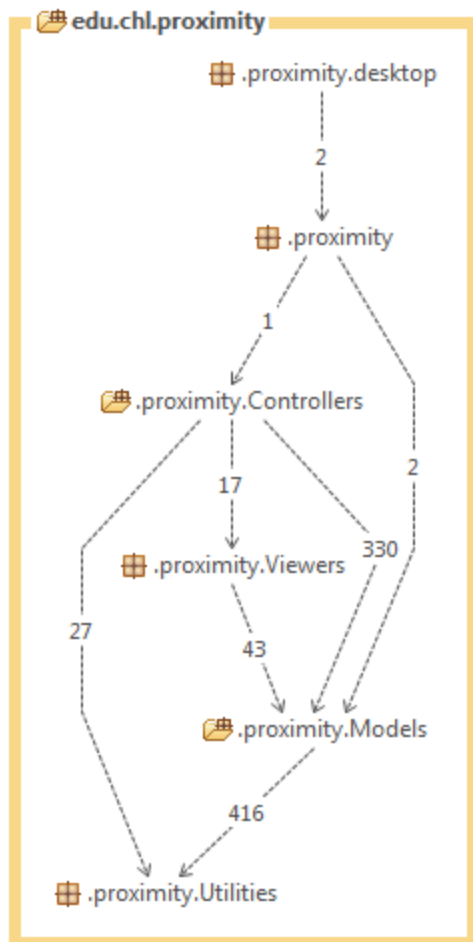 edu.chl.proximity
.proximity.desktop
2
.proximity
1
.proximity.Controllers
2
17
330
.proximity.Viewers
27
43
.proximity.Models
416
.proximity.Utilities